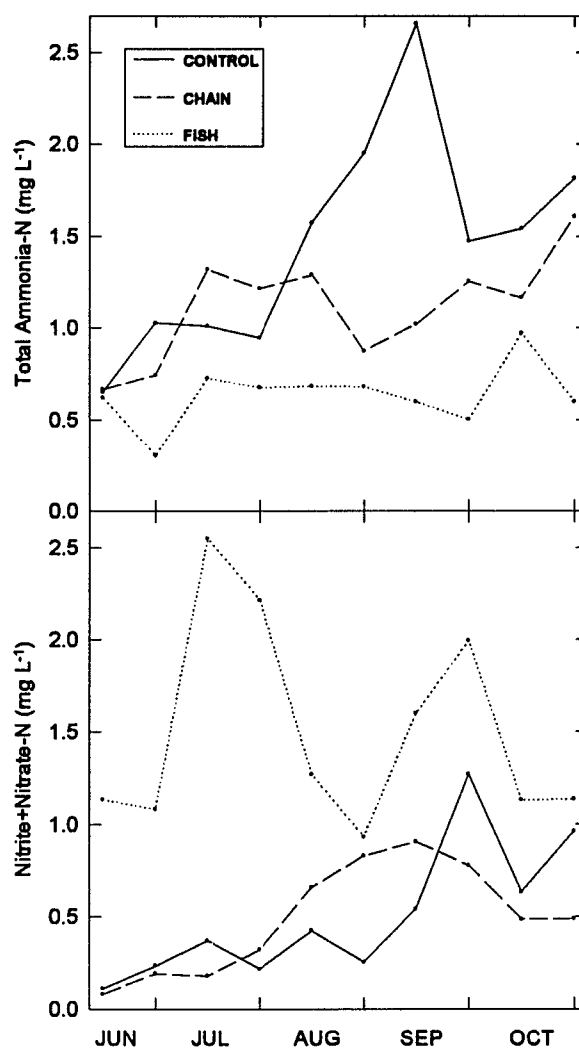 2.5
2.0
1.5
1.0
0.5
0.0
Total Ammonia-N (mg L-1)
CONTROL
CHAIN
FISH
2.5
2.0
1.5
1.0
0.5
0.0
Nitrite+Nitrate-N (mg L-1)
JUN JUL AUG SEP OCT